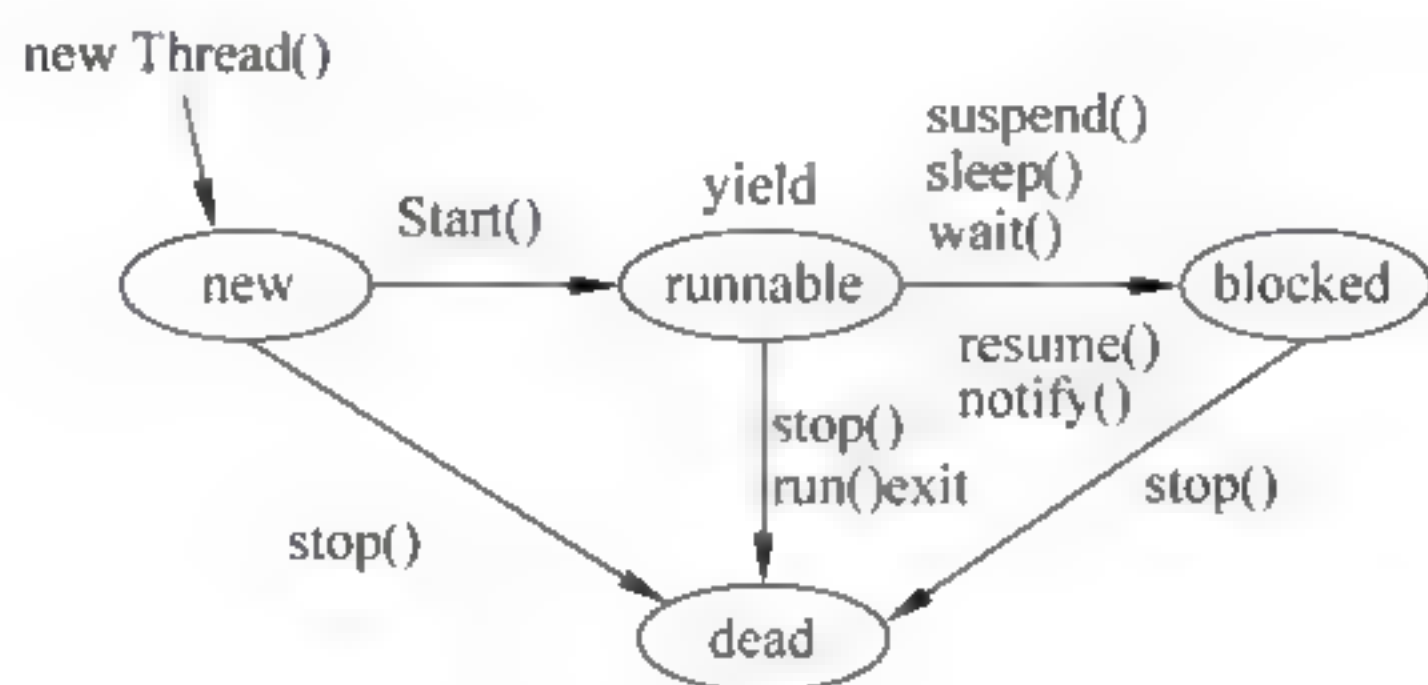 new Thread()
suspend()
sleep()
wait()
yield
Start()
new
runnable
blocked
resume()
notify()
stop()
run()exit
stop()
stop()
dead